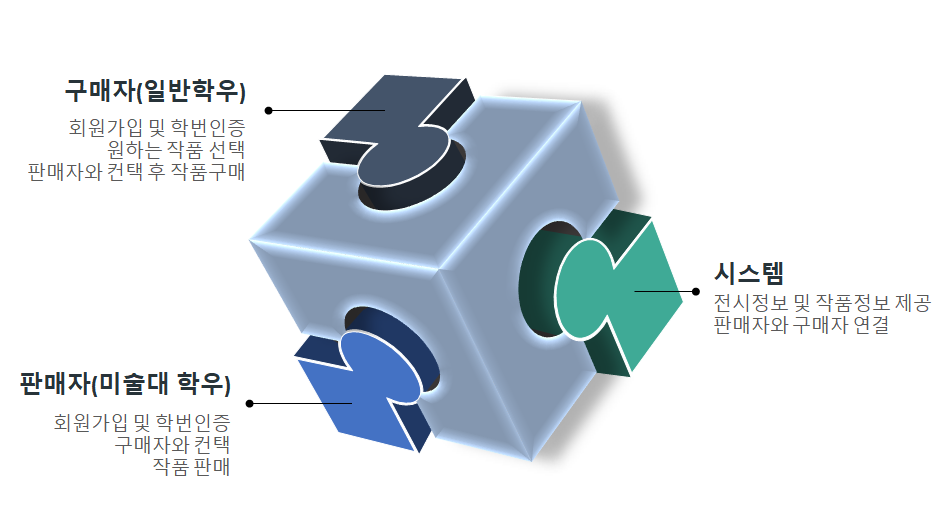 구매자(일반학우)
회원가입 및 학번인증
원하는 작품 선택
판매자와 컨택 후 작품구매
시스템
전시정보 및 작품정보 제공
판매자와 구매자 연결
판매자(미술대 학우)
회원가입 및 학번인증
구매자와 컨택
작품 판매